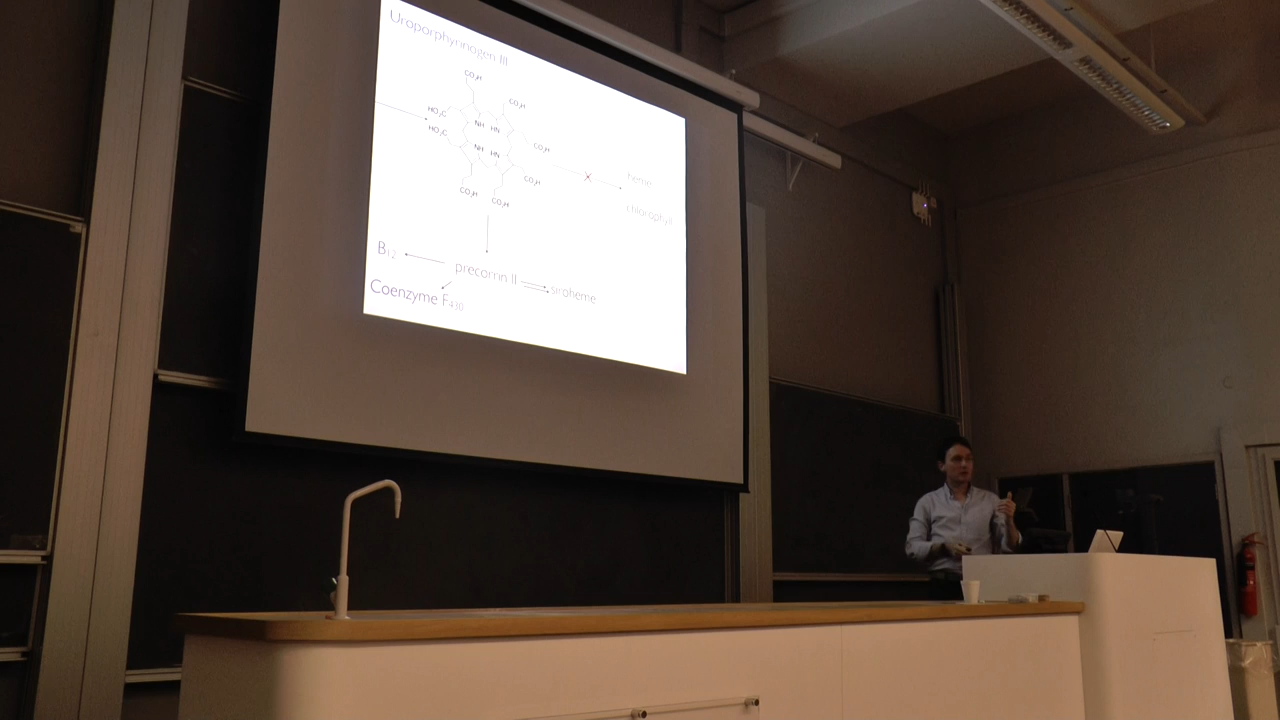 Uroporphyrinogen III
CO₂H
CO₂H
HO₂C
HO₂C
NH HN
CO₂H
NH HN
CO₂H
CO₂H
CO₂H
X
heme
chlorophyll
B₁₂
precorrin II
siroheme
Coenzyme F₄₃₀